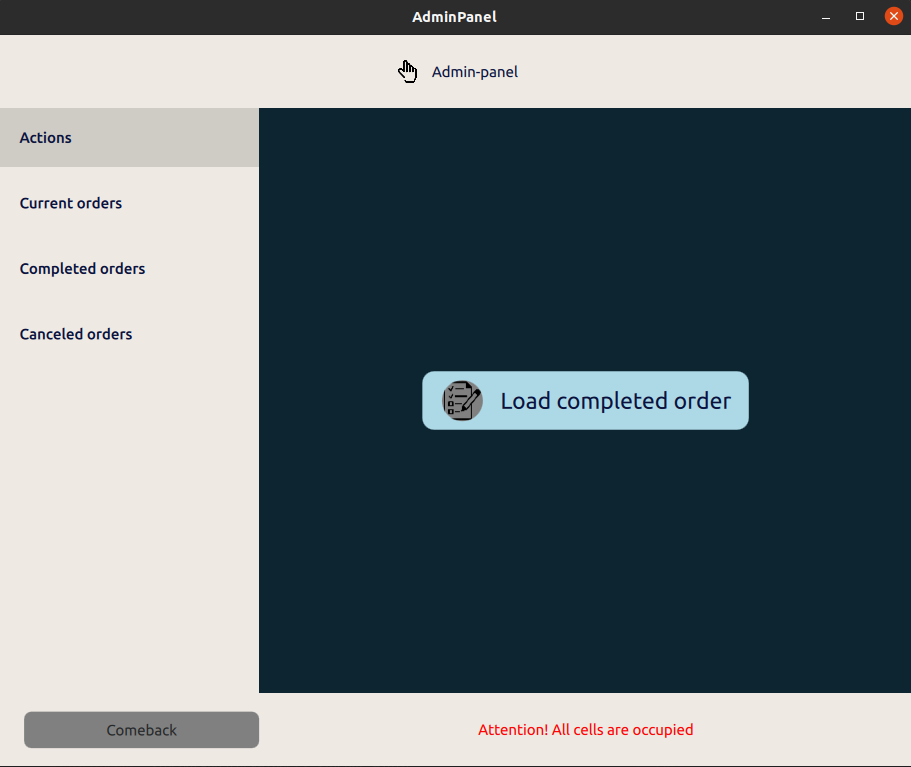 AdminPanel
Admin-panel
Actions
Current orders
Completed orders
Canceled orders
Load completed order
Comeback
Attention! All cells are occupied